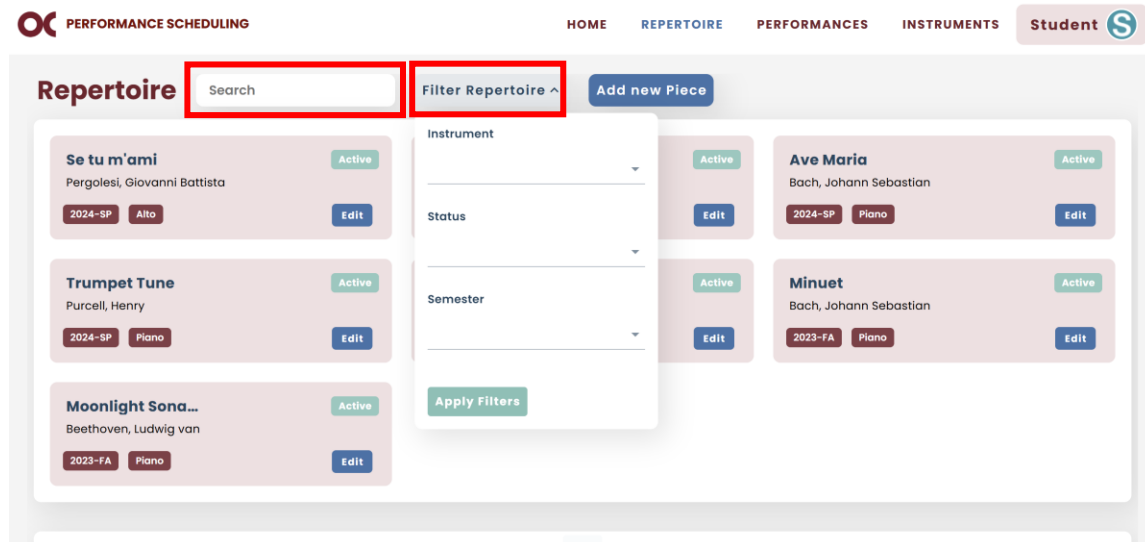 OC PERFORMANCE SCHEDULING HOME REPERTOIRE PERFORMANCES INSTRUMENTS Student S
Repertoire Search Filter Repertoire Add new Piece
Instrument
Status
Semester
Apply Filters
Se tu m'ami Active
Pergolesi, Giovanni Battista
2024-SP Alto Edit
Active
Edit
Ave Maria Active
Bach, Johann Sebastian
2024-SP Piano Edit
Trumpet Tune Active
Purcell, Henry
2024-SP Piano Edit
Active
Edit
Minuet Active
Bach, Johann Sebastian
2023-FA Piano Edit
Moonlight Sona... Active
Beethoven, Ludwig van
2023-FA Piano Edit